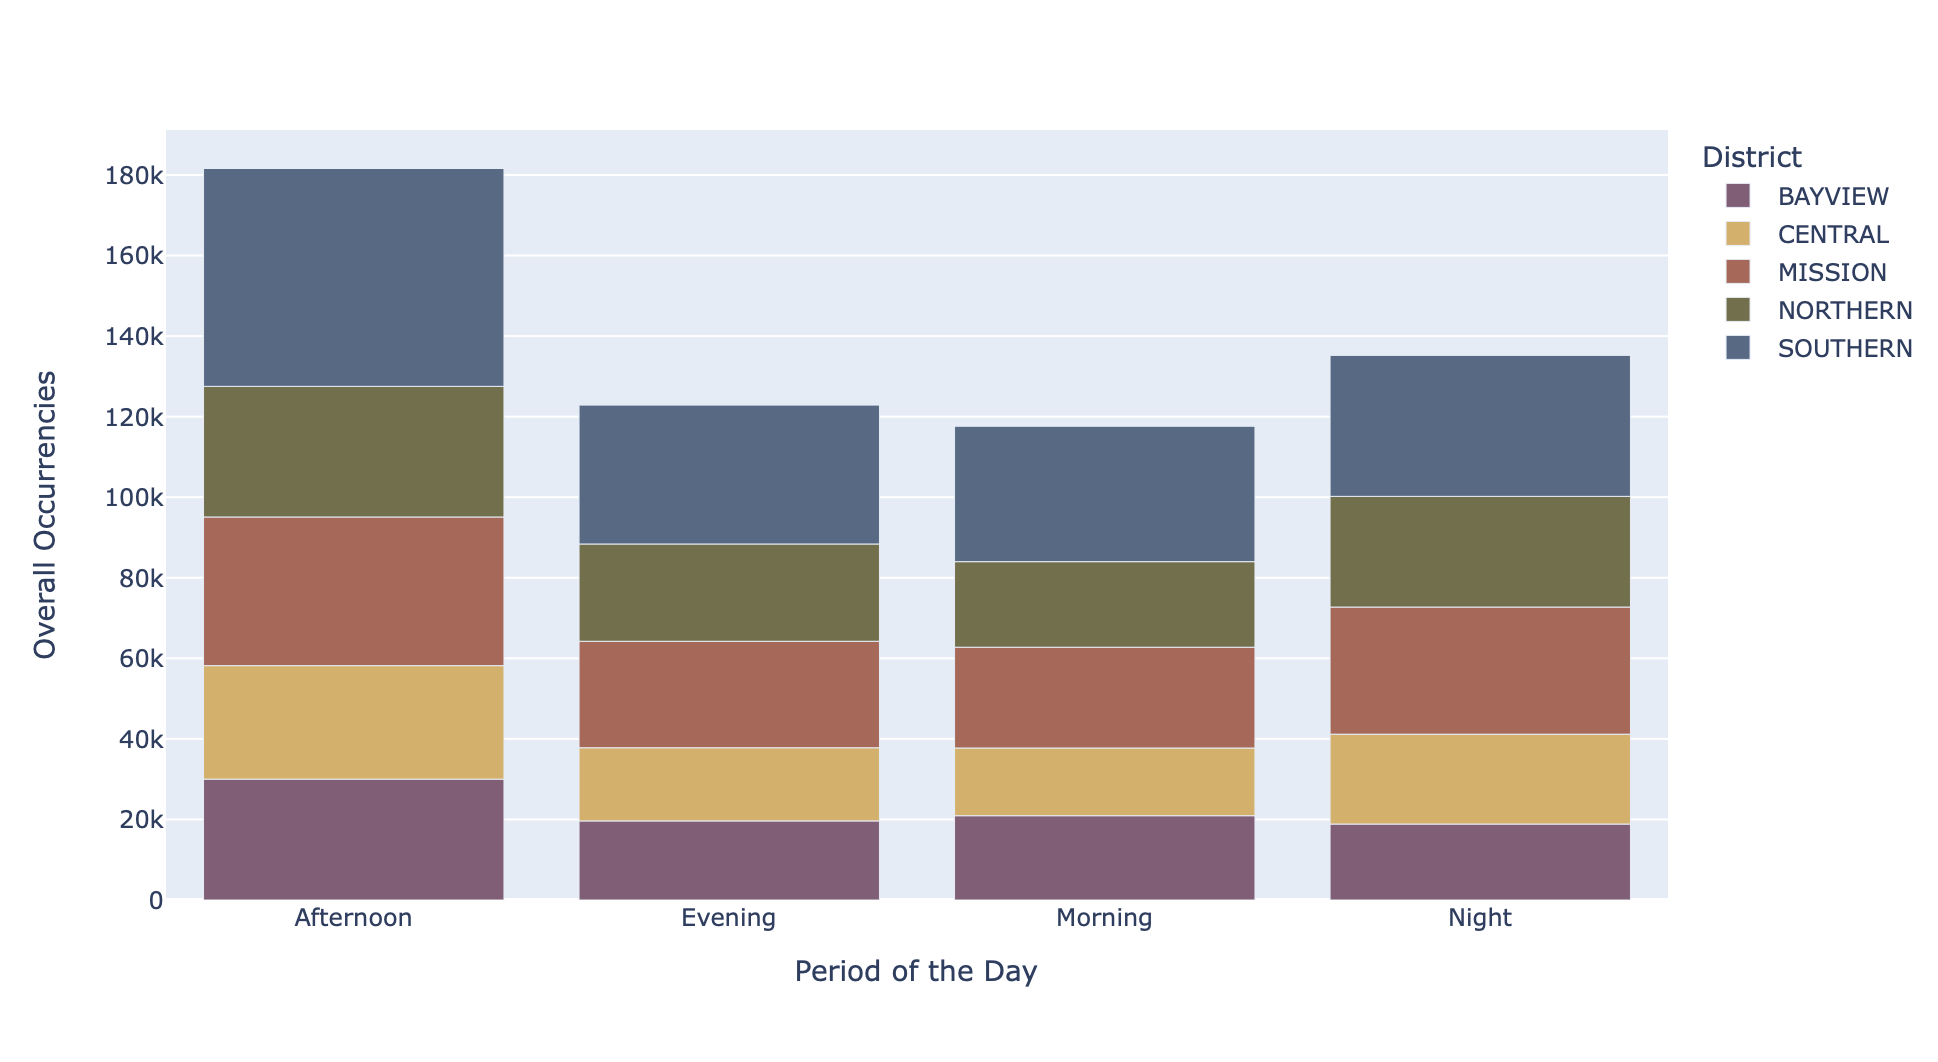 180k
160k
140k
120k
100k
80k
60k
40k
20k
0
Overall Occurrencies
Afternoon
Evening
Morning
Night
Period of the Day
District
BAYVIEW
CENTRAL
MISSION
NORTHERN
SOUTHERN